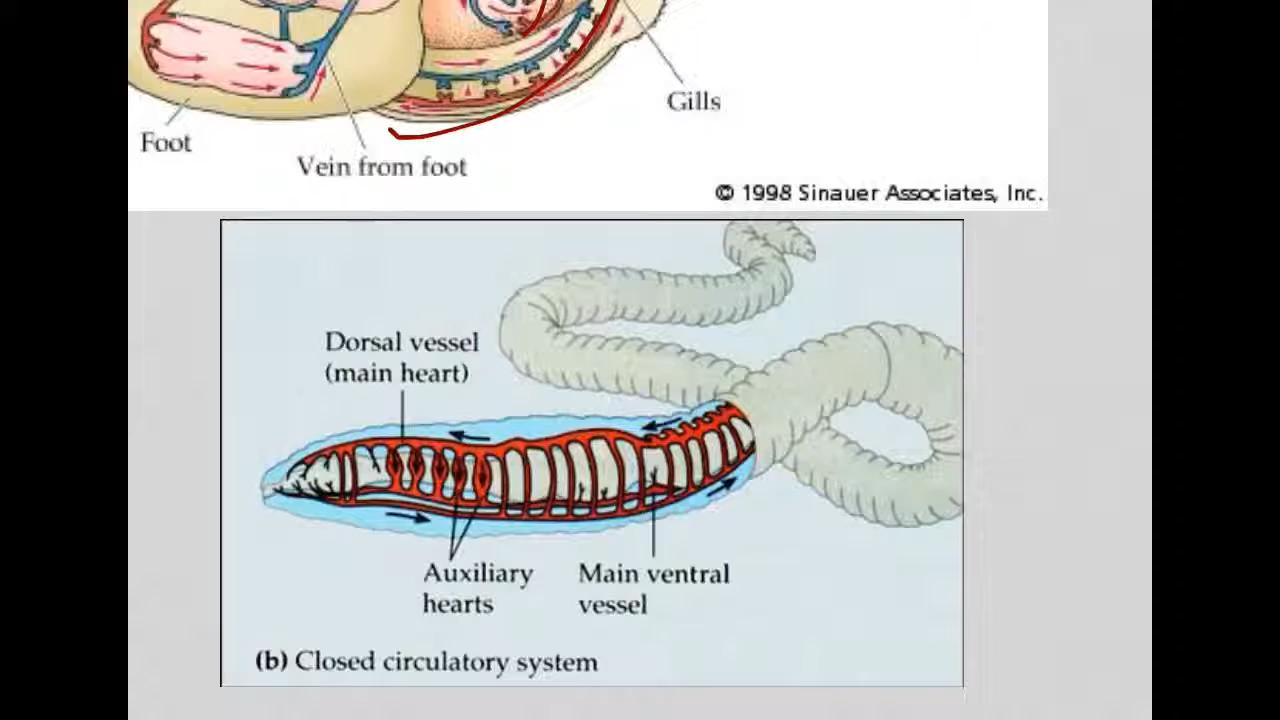 Gills
Foot
Vein from foot
© 1998 Sinauer Associates, Inc.
Dorsal vessel
(main heart)
Auxiliary
hearts
Main ventral
vessel
(b) Closed circulatory system